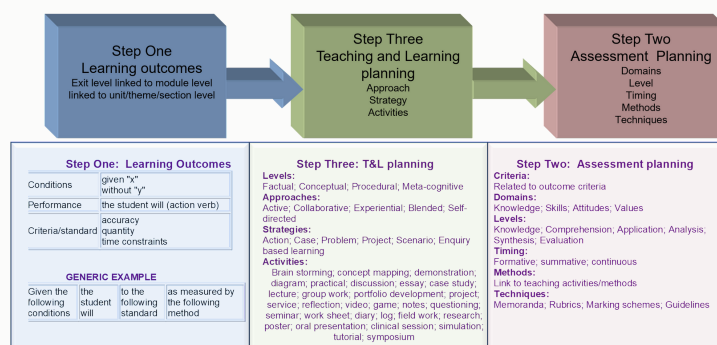 Step One
Learning outcomes
Exit level linked to module level
linked to unit/theme/section level
Step Three
Teaching and Learning
planning
Approach
Strategy
Activities
Step Two
Assessment Planning
Domains
Level
Timing
Methods
Techniques
Step One: Learning Outcomes
Conditions
given "x"
without "y"
Performance
the student will (action verb)
Criteria/standard
accuracy
quantity
time constraints
GENERIC EXAMPLE
Given the
following
conditions
the
student
will
to the
following
standard
as measured by
the following
method
Step Three: T&L planning
Levels:
Factual; Conceptual; Procedural; Meta-cognitive
Approaches:
Active; Collaborative; Experiential; Blended; Self-
directed
Strategies:
Action; Case; Problem; Project; Scenario; Enquiry
based learning
Activities:
Brain storming; concept mapping; demonstration;
diagram; practical; discussion; essay; case study;
lecture; group work; portfolio development; project;
service; reflection; video; game; notes; questioning;
seminar; work sheet; diary; log; field work; research;
poster; oral presentation; clinical session; simulation;
tutorial; symposium
Step Two: Assessment planning
Criteria:
Related to outcome criteria
Domains:
Knowledge; Skills; Attitudes; Values
Levels:
Knowledge; Comprehension; Application; Analysis;
Synthesis; Evaluation
Timing:
Formative; summative; continuous
Methods:
Link to teaching activities/methods
Techniques:
Memoranda; Rubrics; Marking schemes; Guidelines